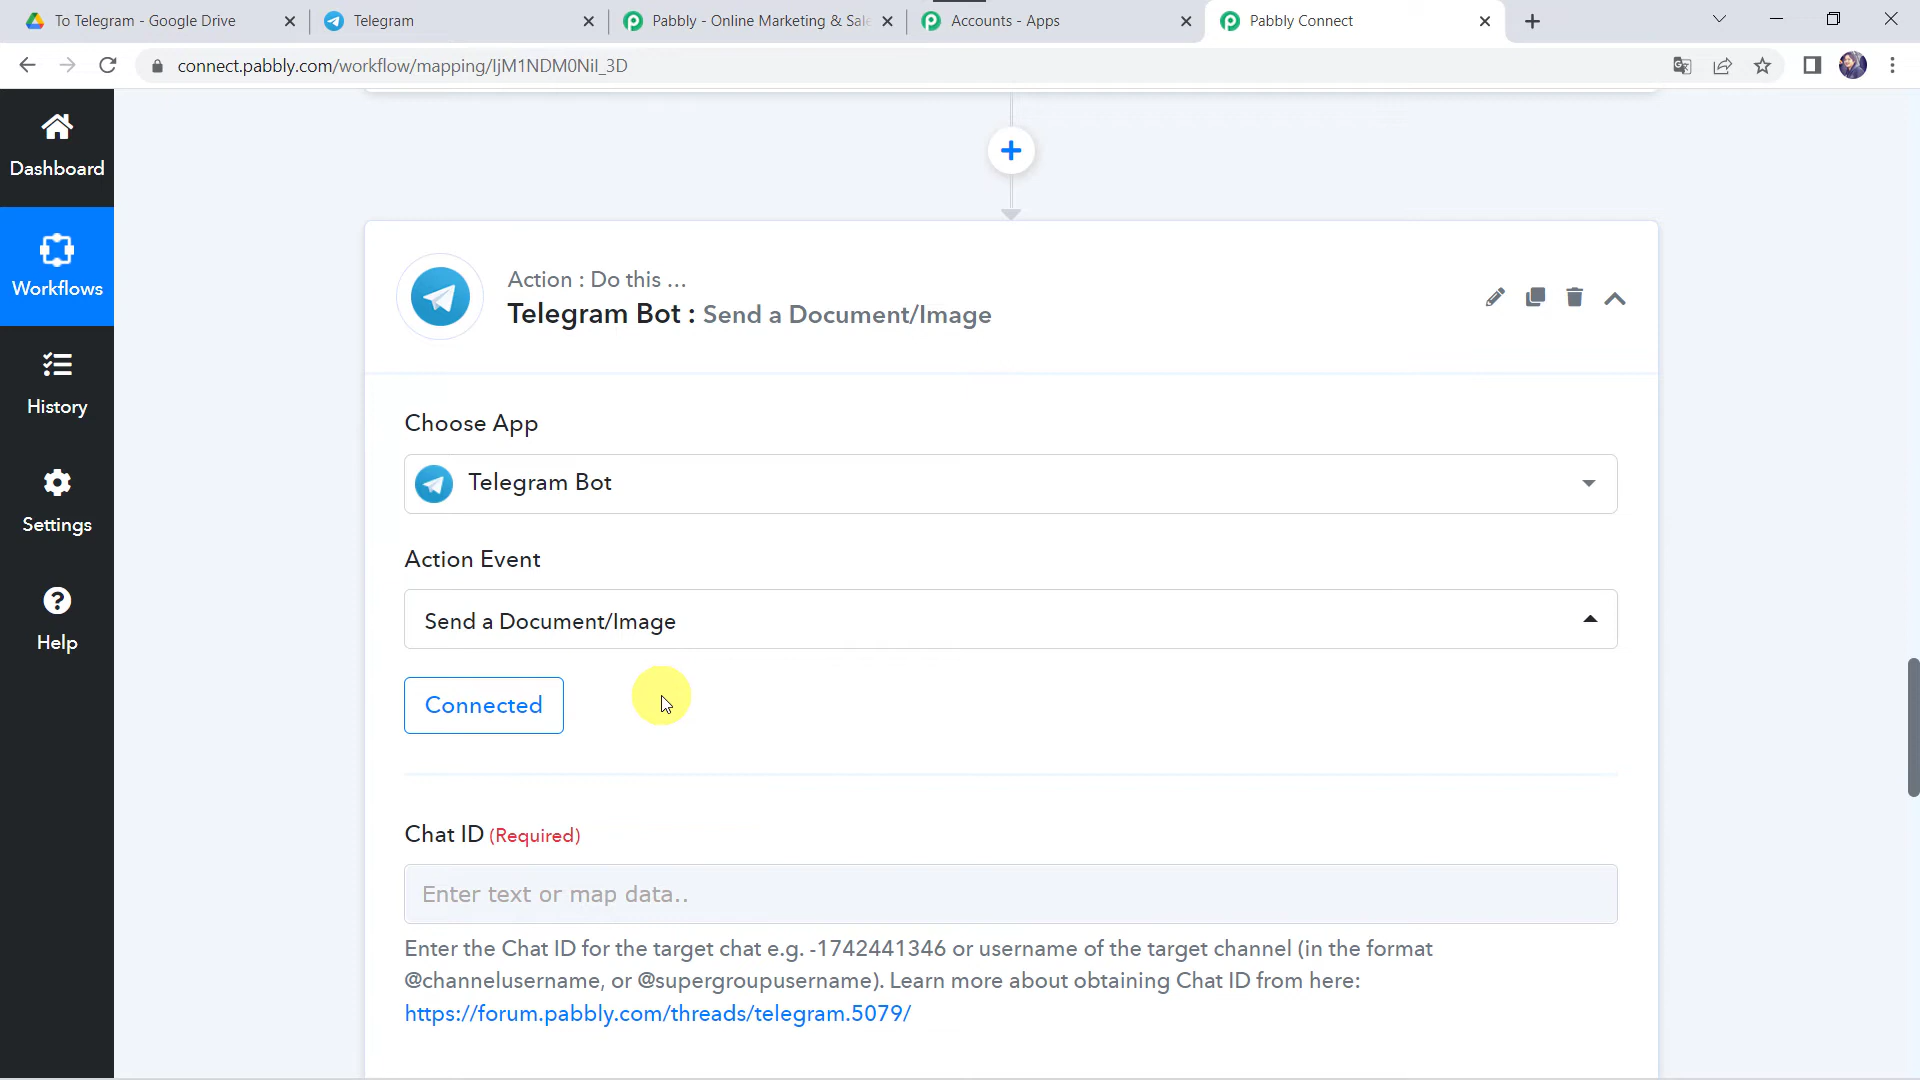 To Telegram - Google Drive
Telegram
Pabbly - Online Marketing & Sale
Accounts - Apps
Pabbly Connect
connect.pabbly.com/workflow/mapping/IjM1NDM0NiI_3D
Dashboard
Workflows
History
Settings
Help
Action : Do this ...
Telegram Bot : Send a Document/Image
Choose App
Telegram Bot
Action Event
Send a Document/Image
Connected
Chat ID (Required)
Enter text or map data..
Enter the Chat ID for the target chat e.g. -1742441346 or username of the target channel (in the format
@channelusername, or @supergroupusername). Learn more about obtaining Chat ID from here:
https://forum.pabbly.com/threads/telegram.5079/